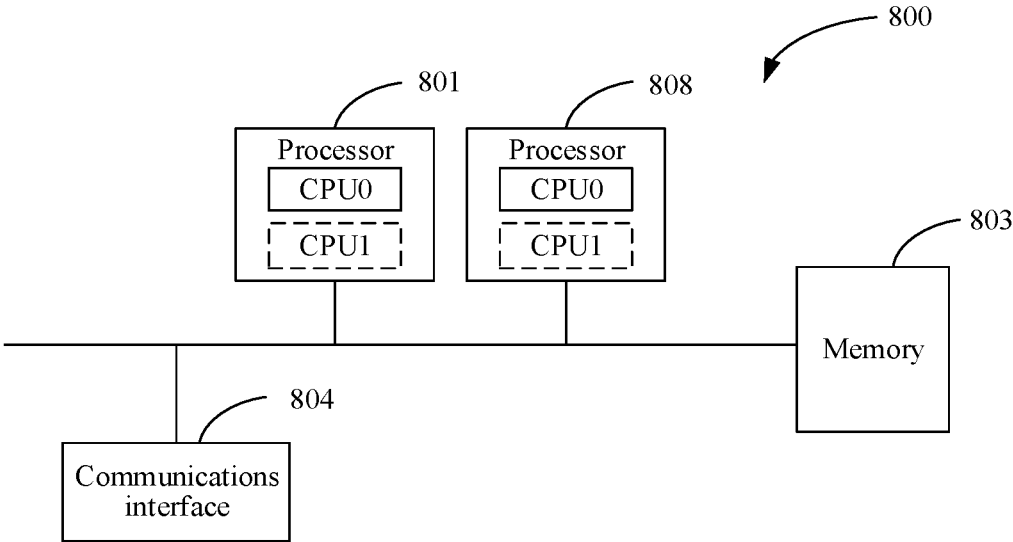 800
801
808
Processor
CPU0
CPU1
Processor
CPU0
CPU1
803
Memory
804
Communications
interface